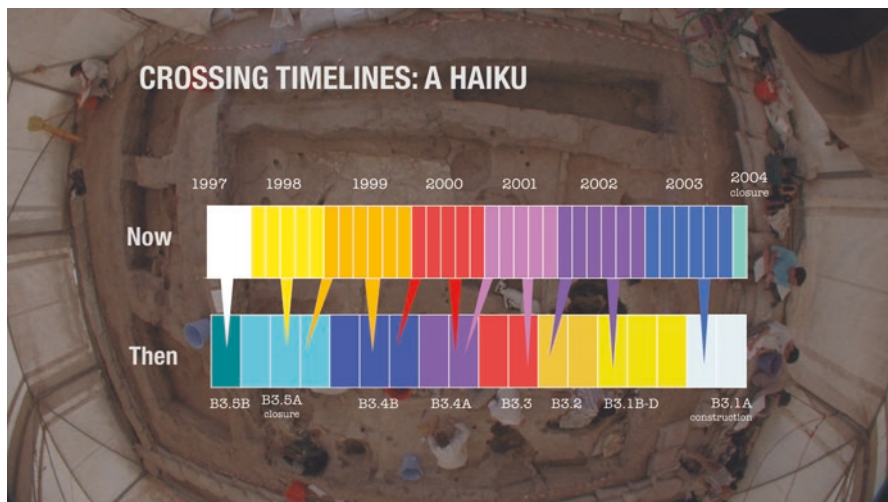 CROSSING TIMELINES: A HAIKU
1997 1998 1999 2000 2001 2002 2003 2004
closure
Now
Then
B3.5B B3.5A B3.4B B3.4A B3.3 B3.2 B3.1B-D B3.1A
closure construction